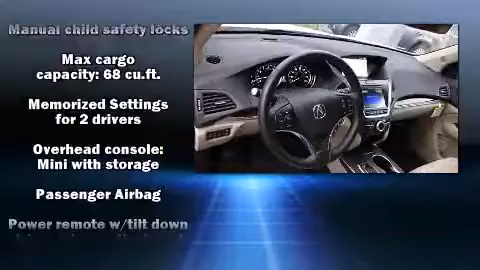 Manual child safety locks
Max cargo
capacity: 68 cu.ft.
Memorized Settings
for 2 drivers
Overhead console:
Mini with storage
Passenger Airbag
Power remote w/tilt down